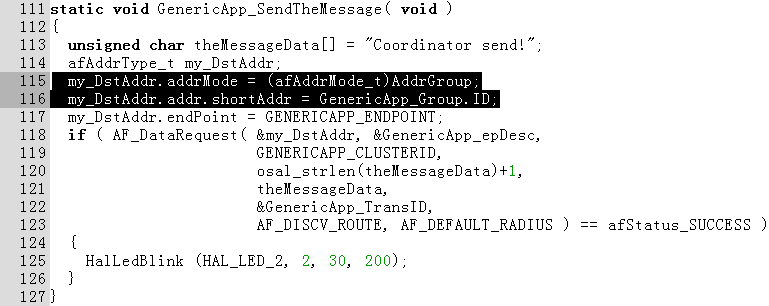 111 static void GenericApp_SendTheMessage( void )
112 {
113   unsigned char theMessageData[] = "Coordinator send!";
114   afAddrType_t my_DstAddr;
115   my_DstAddr.addrMode = (afAddrMode_t)AddrGroup;
116   my_DstAddr.addr.shortAddr = GenericApp_Group.ID;
117   my_DstAddr.endPoint = GENERICAPP_ENDPOINT;
118   if ( AF_DataRequest( &my_DstAddr, &GenericApp_epDesc,
119                        GENERICAPP_CLUSTERID,
120                        osal_strlen(theMessageData)+1,
121                        theMessageData,
122                        &GenericApp_TransID,
123                        AF_DISCV_ROUTE, AF_DEFAULT_RADIUS ) == afStatus_SUCCESS )
124   {
125     HalLedBlink (HAL_LED_2, 2, 30, 200);
126   }
127 }